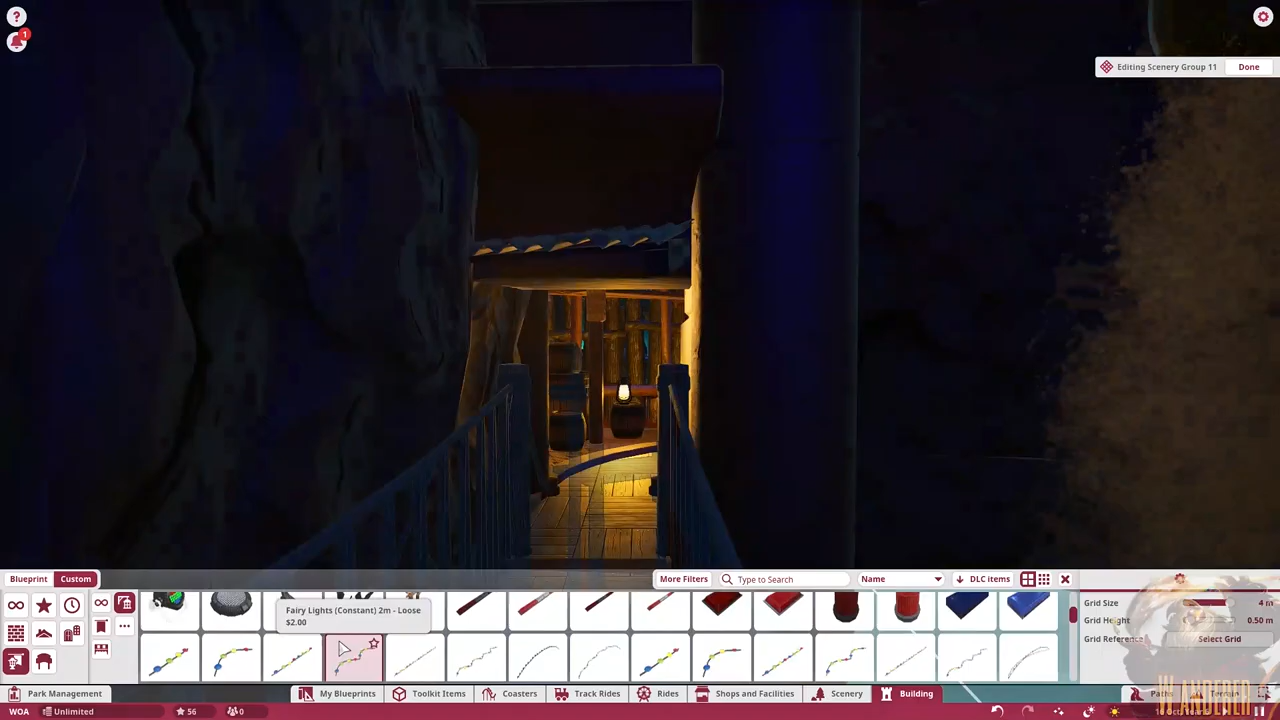 ?
1
Editing Scenery Group 11
Done
Blueprint
Custom
More Filters
Type to Search
Name
DLC items
Fairy Lights (Constant) 2m - Loose
$2.00
Grid Size
4 m
Grid Height
0.50 m
Grid Reference
Select Grid
Park Management
My Blueprints
Toolkit Items
Coasters
Track Rides
Rides
Shops and Facilities
Scenery
Building
WOA
Unlimited
56
0